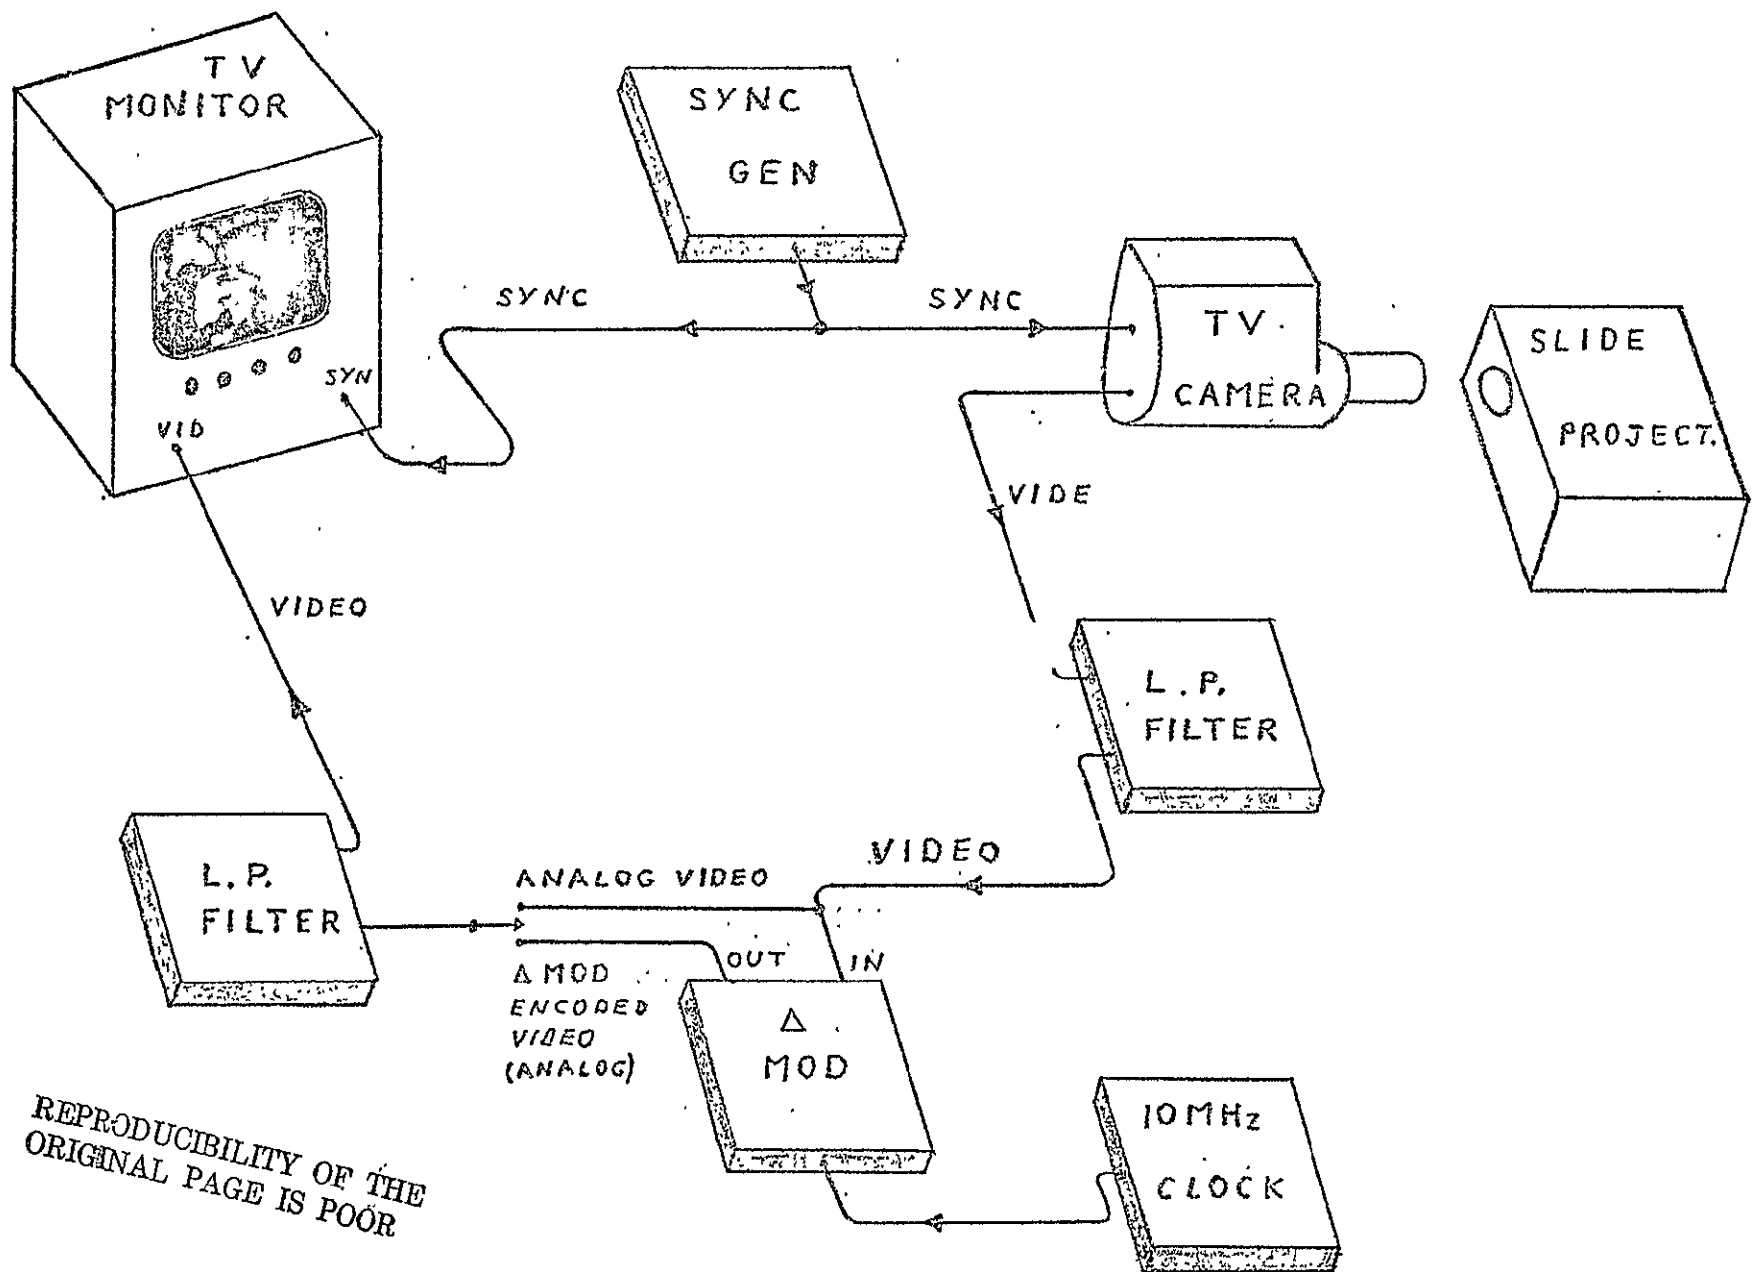 TV
MONITOR
SYNC
GEN
SYNC
SYNC
TV
CAMERA
SLIDE
PROJECT.
SYN
VID
VIDE
VIDEO
L.P.
FILTER
VIDEO
L.P.
FILTER
ANALOG VIDEO
OUT
IN
Δ MOD
ENCODED
VIDEO
(ANALOG)
Δ
MOD
10MHz
CLOCK
REPRODUCIBILITY OF THE
ORIGINAL PAGE IS POOR